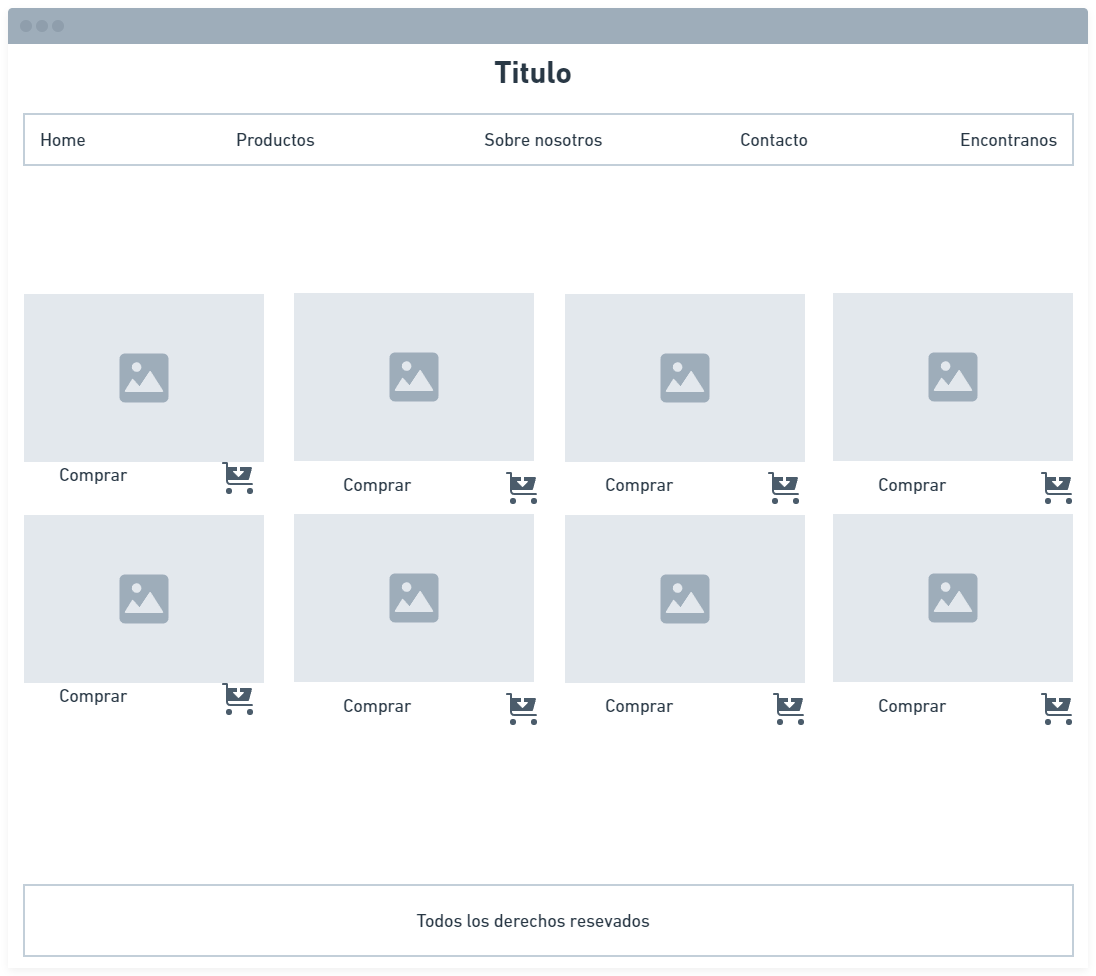 Titulo
Home Productos Sobre nosotros Contacto Encontranos
Comprar Comprar Comprar Comprar
Comprar Comprar Comprar Comprar
Todos los derechos resevados